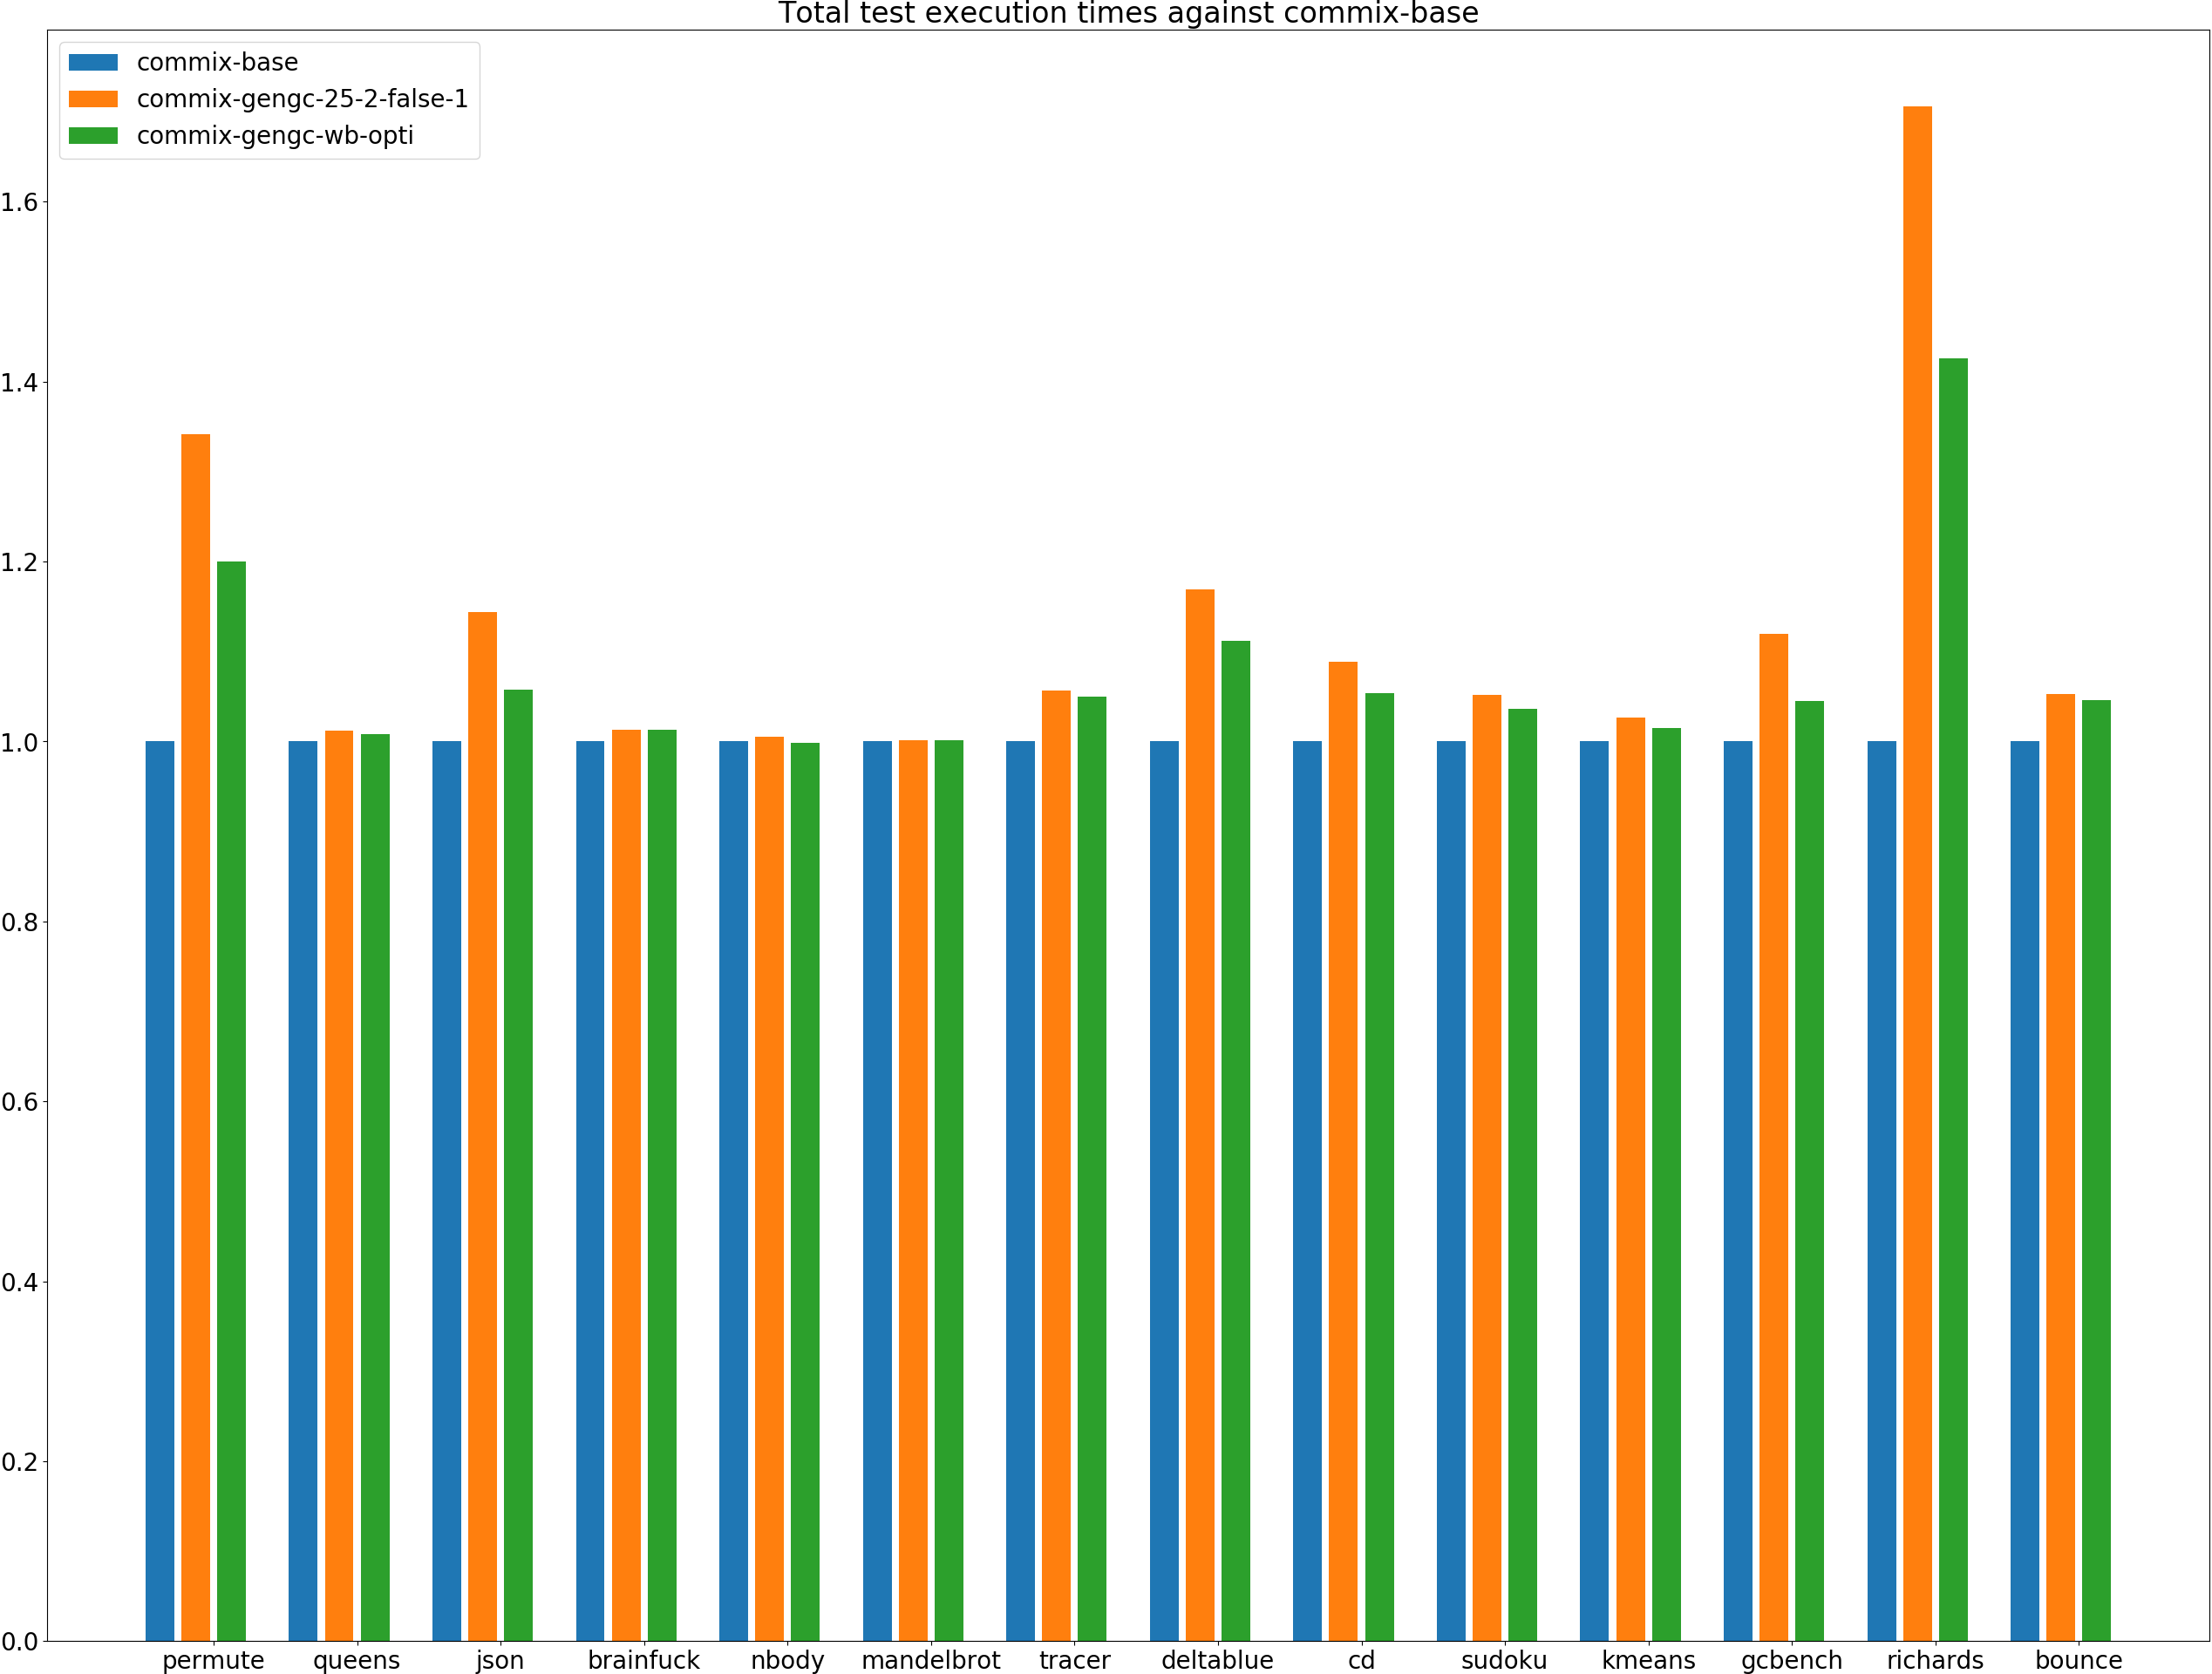 Total test execution times against commix-base
commix-base
commix-gengc-25-2-false-1
commix-gengc-wb-opti
1.6
1.4
1.2
1.0
0.8
0.6
0.4
0.2
0.0
permute queens json brainfuck nbody mandelbrot tracer deltablue cd sudoku kmeans gcbench richards bounce